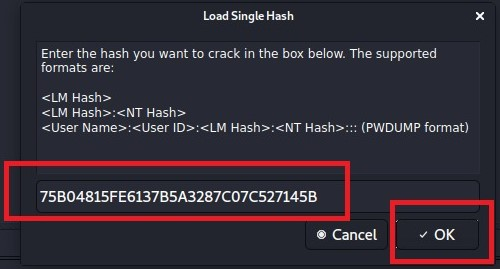 Load Single Hash
Enter the hash you want to crack in the box below. The supported
formats are:
<LM Hash>
<LM Hash>:<NT Hash>
<User Name>:<User ID>:<LM Hash>:<NT Hash>::: (PWDUMP format)
75B04815FE6137B5A3287C07C527145B
Cancel
OK